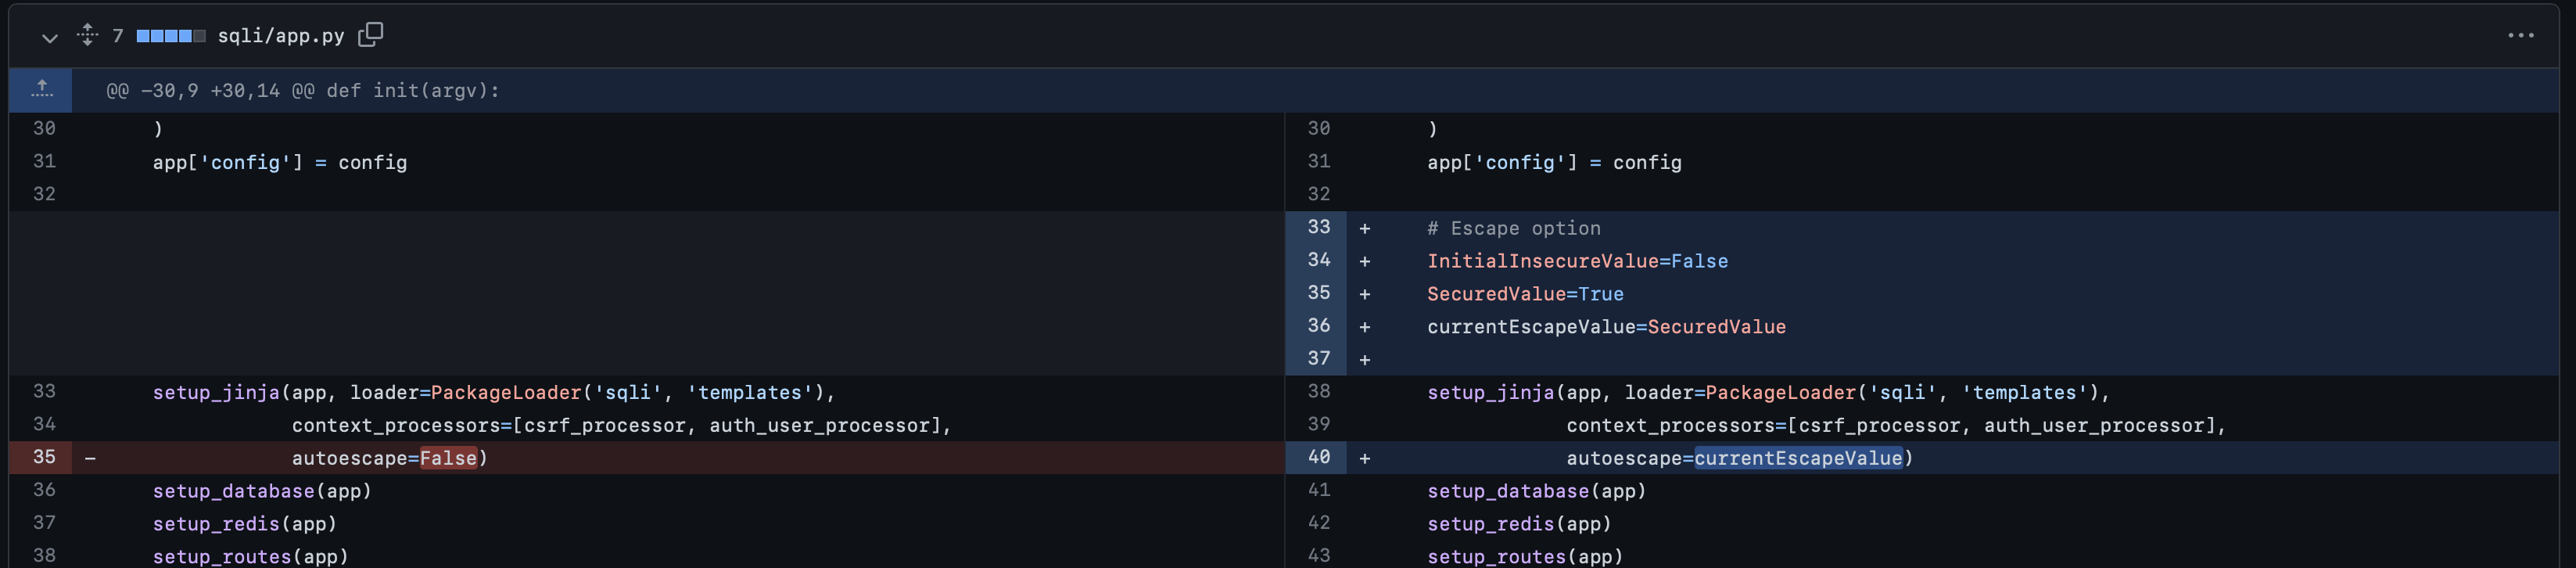 7 sqli/app.py
@@ -30,9 +30,14 @@ def init(argv):
30 )
31 app['config'] = config
32
33 setup_jinja(app, loader=PackageLoader('sqli', 'templates'),
34 context_processors=[csrf_processor, auth_user_processor],
35 - autoescape=False)
36 setup_database(app)
37 setup_redis(app)
38 setup_routes(app)
30 )
31 app['config'] = config
32
33 + # Escape option
34 + InitialInsecureValue=False
35 + SecuredValue=True
36 + currentEscapeValue=SecuredValue
37 +
38 setup_jinja(app, loader=PackageLoader('sqli', 'templates'),
39 context_processors=[csrf_processor, auth_user_processor],
40 + autoescape=currentEscapeValue)
41 setup_database(app)
42 setup_redis(app)
43 setup_routes(app)